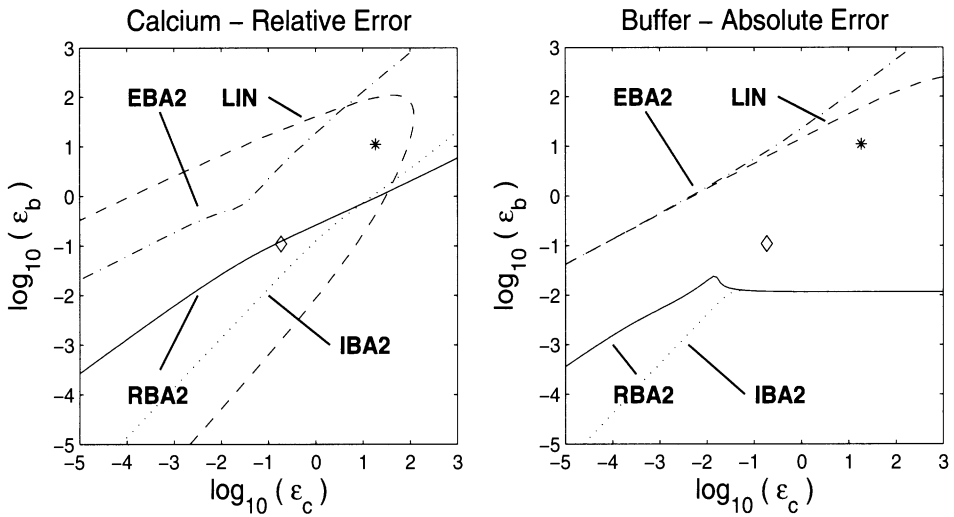 Calcium – Relative Error
3
2
1
0
−1
−2
−3
−4
−5
log10 ( εb )
EBA2
LIN
RBA2
IBA2
−5 −4 −3 −2 −1 0 1 2 3
log10 ( εc )
Buffer – Absolute Error
3
2
1
0
−1
−2
−3
−4
−5
log10 ( εb )
EBA2
LIN
RBA2
IBA2
−5 −4 −3 −2 −1 0 1 2 3
log10 ( εc )